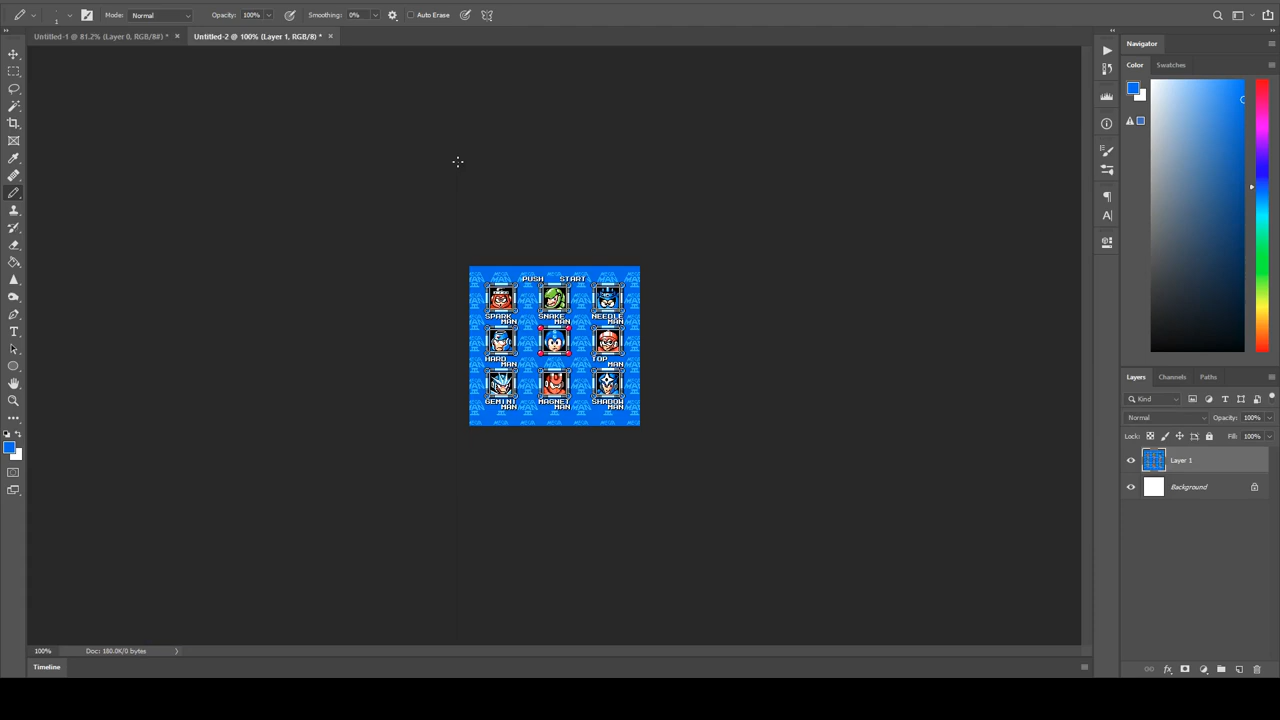 Mode: Normal Opacity: 100% Smoothing: 0% Auto Erase
1
Untitled-1 @ 81.2% (Layer 0, RGB/8#) * × Untitled-2 @ 100% (Layer 1, RGB/8) * ×
Navigator
Color Swatches
PUSH START
SPARK MAN
SNAKE MAN
NEEDLE MAN
HARD MAN
TOP MAN
GEMINI MAN
MAGNET MAN
SHADOW MAN
Layers Channels Paths
Kind
Normal Opacity: 100%
Lock: Fill: 100%
Layer 1
Background
100% Doc: 180.0K/0 bytes
Timeline